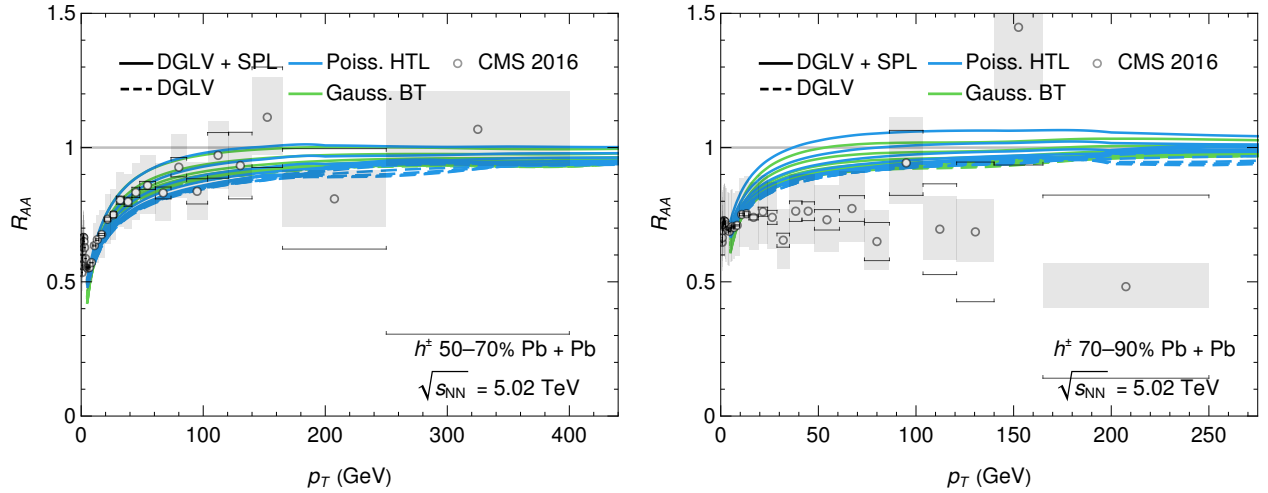 1.5
DGLV + SPL
Poiss. HTL
CMS 2016
DGLV
Gauss. BT
1
R_AA
0.5
h± 50–70% Pb + Pb
√s_NN = 5.02 TeV
0
0
100
200
300
400
p_T (GeV)
1.5
DGLV + SPL
Poiss. HTL
CMS 2016
DGLV
Gauss. BT
1
R_AA
0.5
h± 70–90% Pb + Pb
√s_NN = 5.02 TeV
0
0
50
100
150
200
250
p_T (GeV)